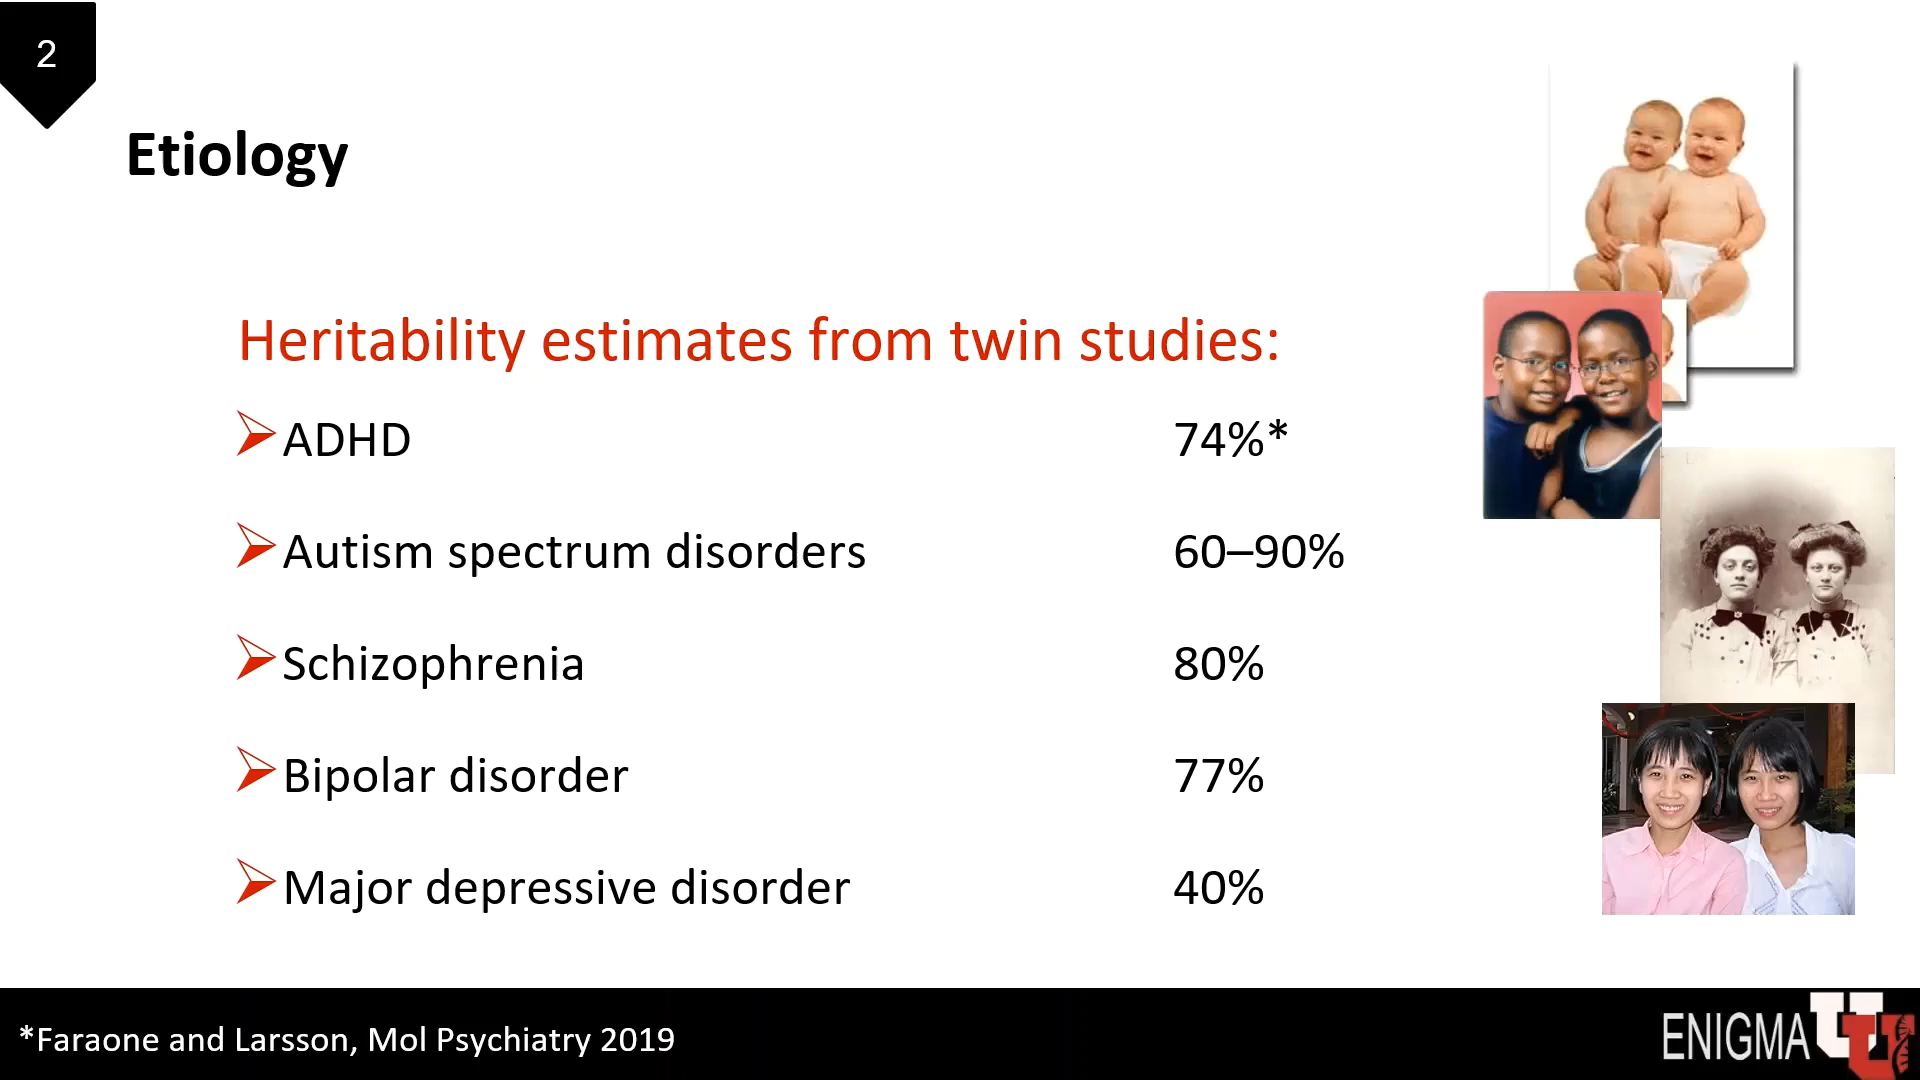 2
Etiology
Heritability estimates from twin studies:
ADHD 74%*
Autism spectrum disorders 60–90%
Schizophrenia 80%
Bipolar disorder 77%
Major depressive disorder 40%
*Faraone and Larsson, Mol Psychiatry 2019
ENIGMA U